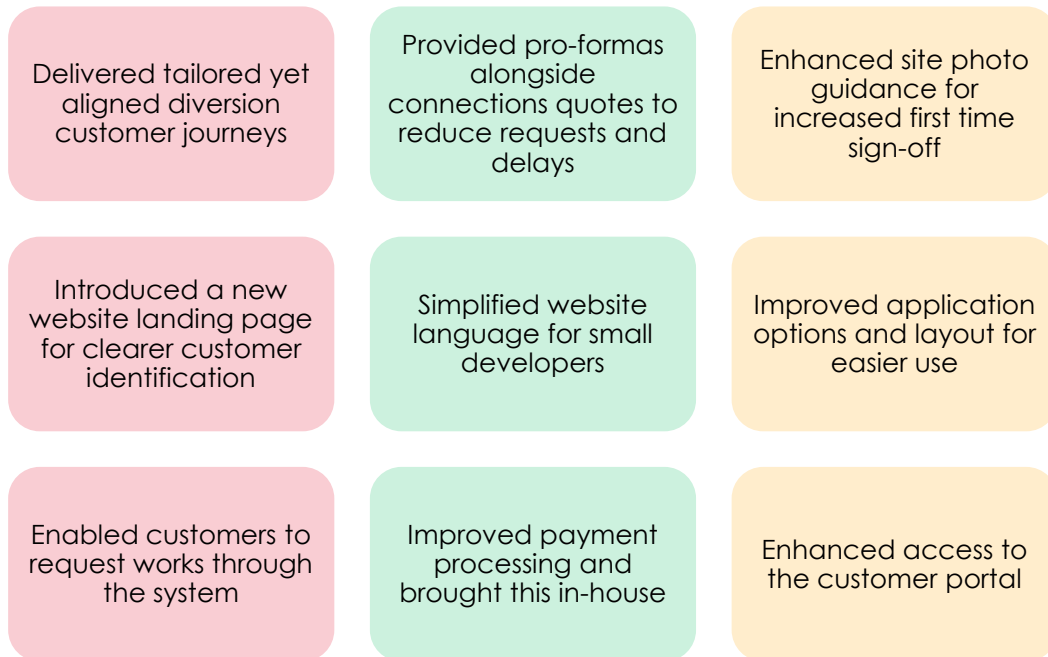 Delivered tailored yet
aligned diversion
customer journeys
Provided pro-formas
alongside
connections quotes to
reduce requests and
delays
Enhanced site photo
guidance for
increased first time
sign-off
Introduced a new
website landing page
for clearer customer
identification
Simplified website
language for small
developers
Improved application
options and layout for
easier use
Enabled customers to
request works through
the system
Improved payment
processing and
brought this in-house
Enhanced access to
the customer portal